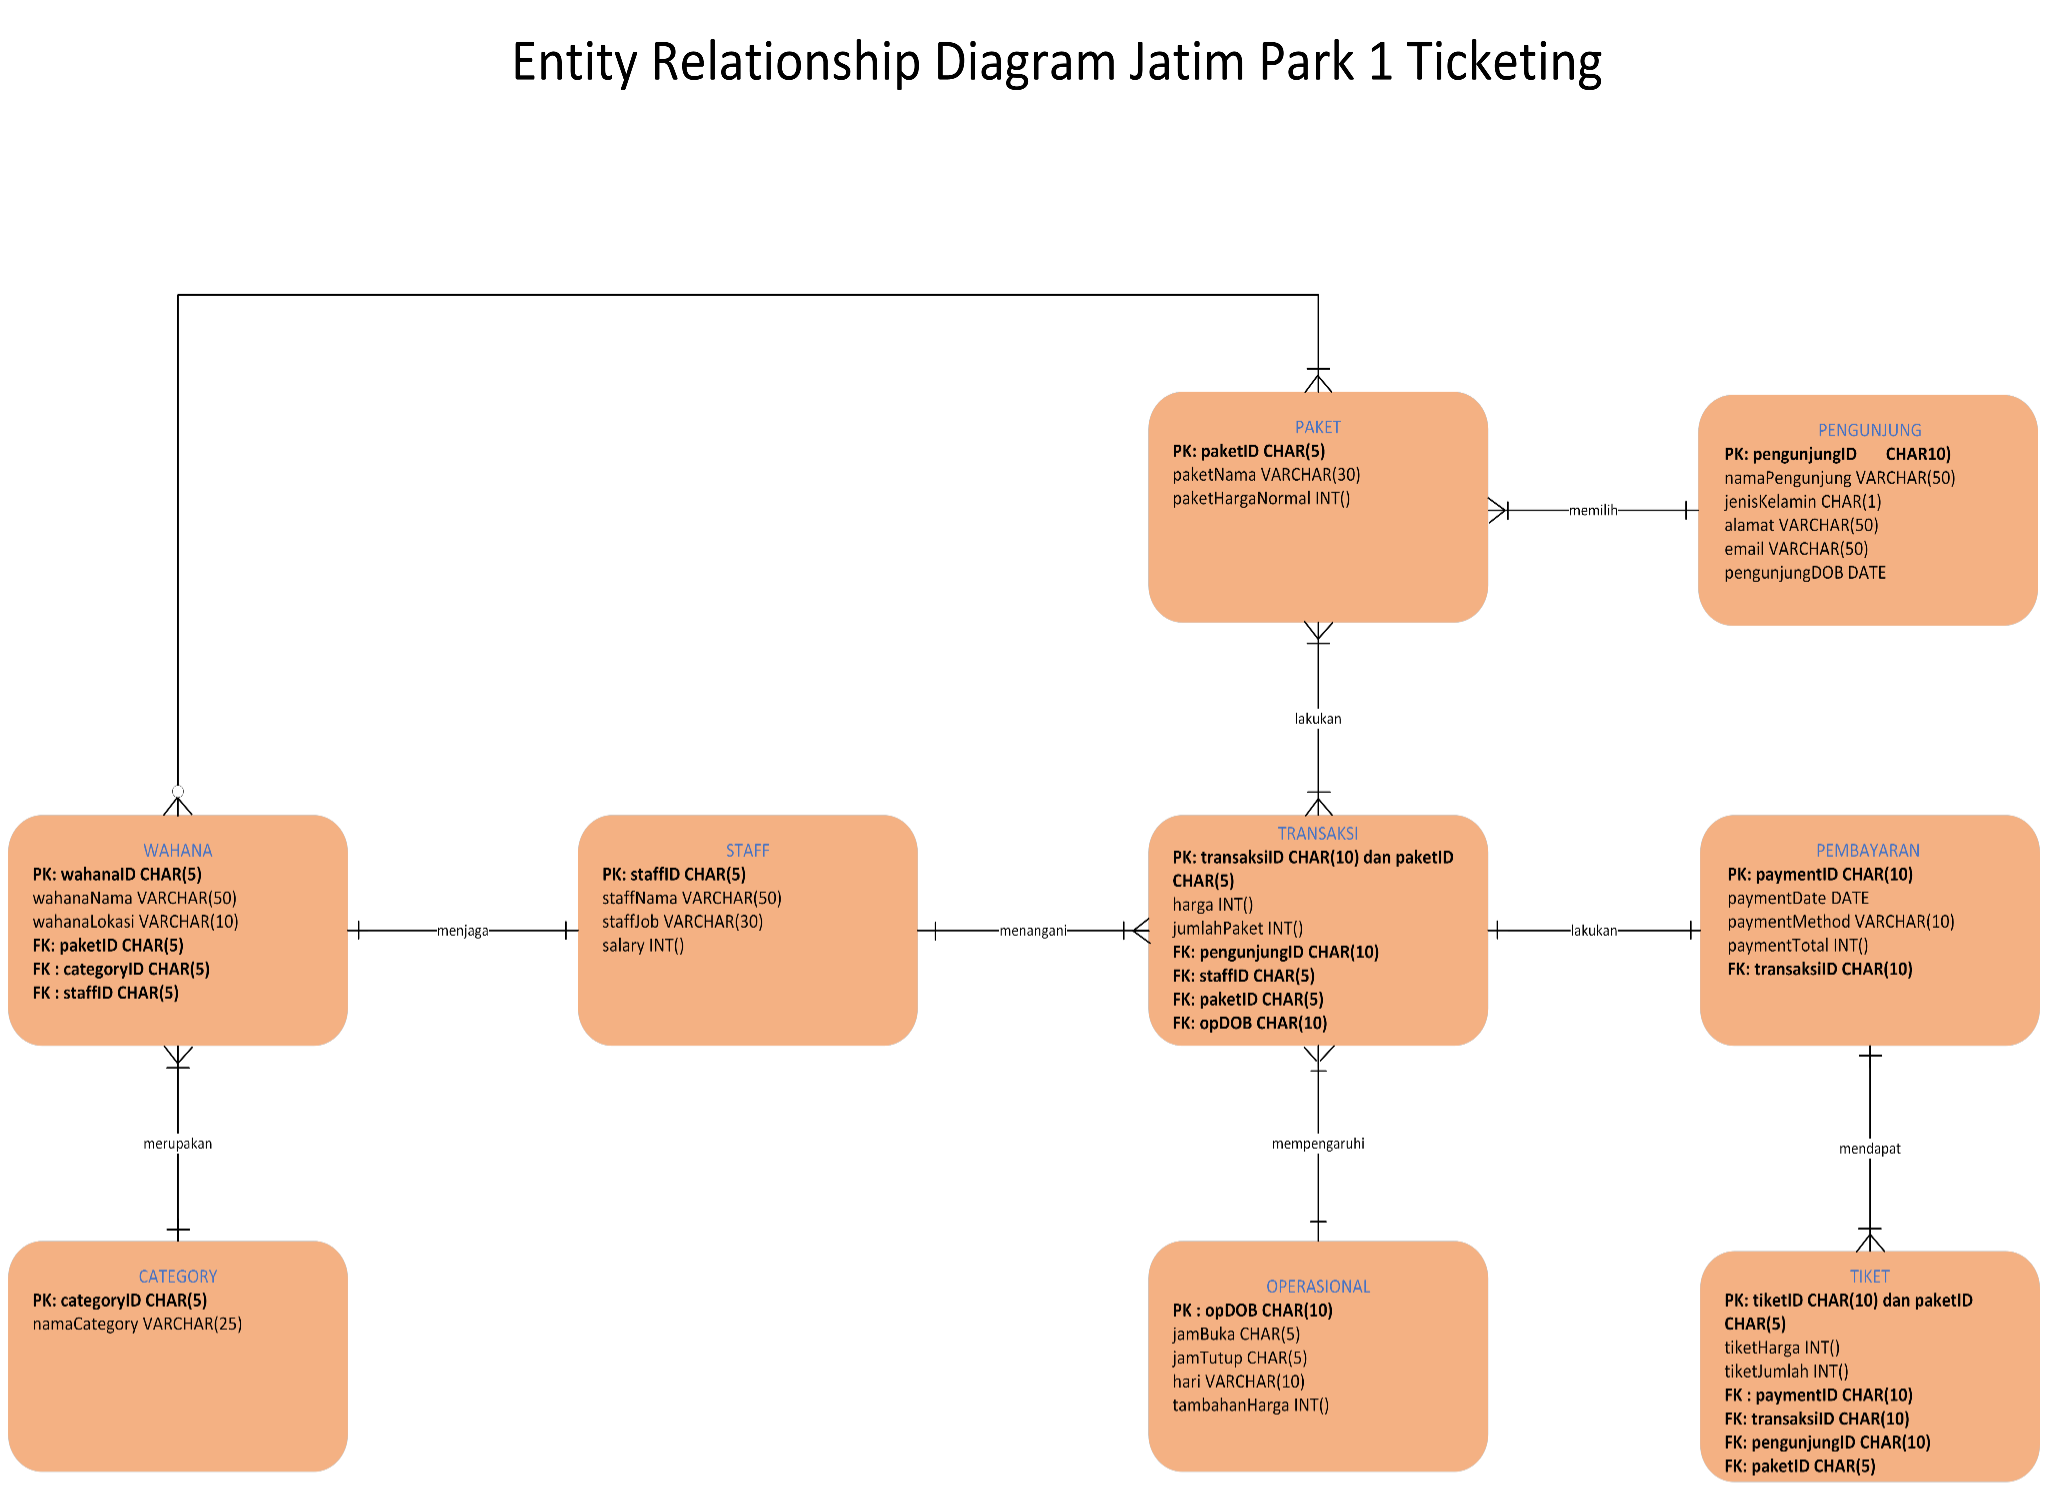 Entity Relationship Diagram Jatim Park 1 Ticketing
PAKET
PK: paketID CHAR(5)
paketNama VARCHAR(30)
paketHargaNormal INT()
memilih
PENGUNJUNG
PK: pengunjungID CHAR10)
namaPengunjung VARCHAR(50)
jenisKelamin CHAR(1)
alamat VARCHAR(50)
email VARCHAR(50)
pengunjungDOB DATE
lakukan
WAHANA
PK: wahanaID CHAR(5)
wahanaNama VARCHAR(50)
wahanaLokasi VARCHAR(10)
FK: paketID CHAR(5)
FK : categoryID CHAR(5)
FK : staffID CHAR(5)
menjaga
STAFF
PK: staffID CHAR(5)
staffNama VARCHAR(50)
staffJob VARCHAR(30)
salary INT()
menangani
TRANSAKSI
PK: transaksiID CHAR(10) dan paketID
CHAR(5)
harga INT()
jumlahPaket INT()
FK: pengunjungID CHAR(10)
FK: staffID CHAR(5)
FK: paketID CHAR(5)
FK: opDOB CHAR(10)
lakukan
PEMBAYARAN
PK: paymentID CHAR(10)
paymentDate DATE
paymentMethod VARCHAR(10)
paymentTotal INT()
FK: transaksiID CHAR(10)
merupakan
mempengaruhi
mendapat
CATEGORY
PK: categoryID CHAR(5)
namaCategory VARCHAR(25)
OPERASIONAL
PK : opDOB CHAR(10)
jamBuka CHAR(5)
jamTutup CHAR(5)
hari VARCHAR(10)
tambahanHarga INT()
TIKET
PK: tiketID CHAR(10) dan paketID
CHAR(5)
tiketHarga INT()
tiketJumlah INT()
FK : paymentID CHAR(10)
FK: transaksiID CHAR(10)
FK: pengunjungID CHAR(10)
FK: paketID CHAR(5)